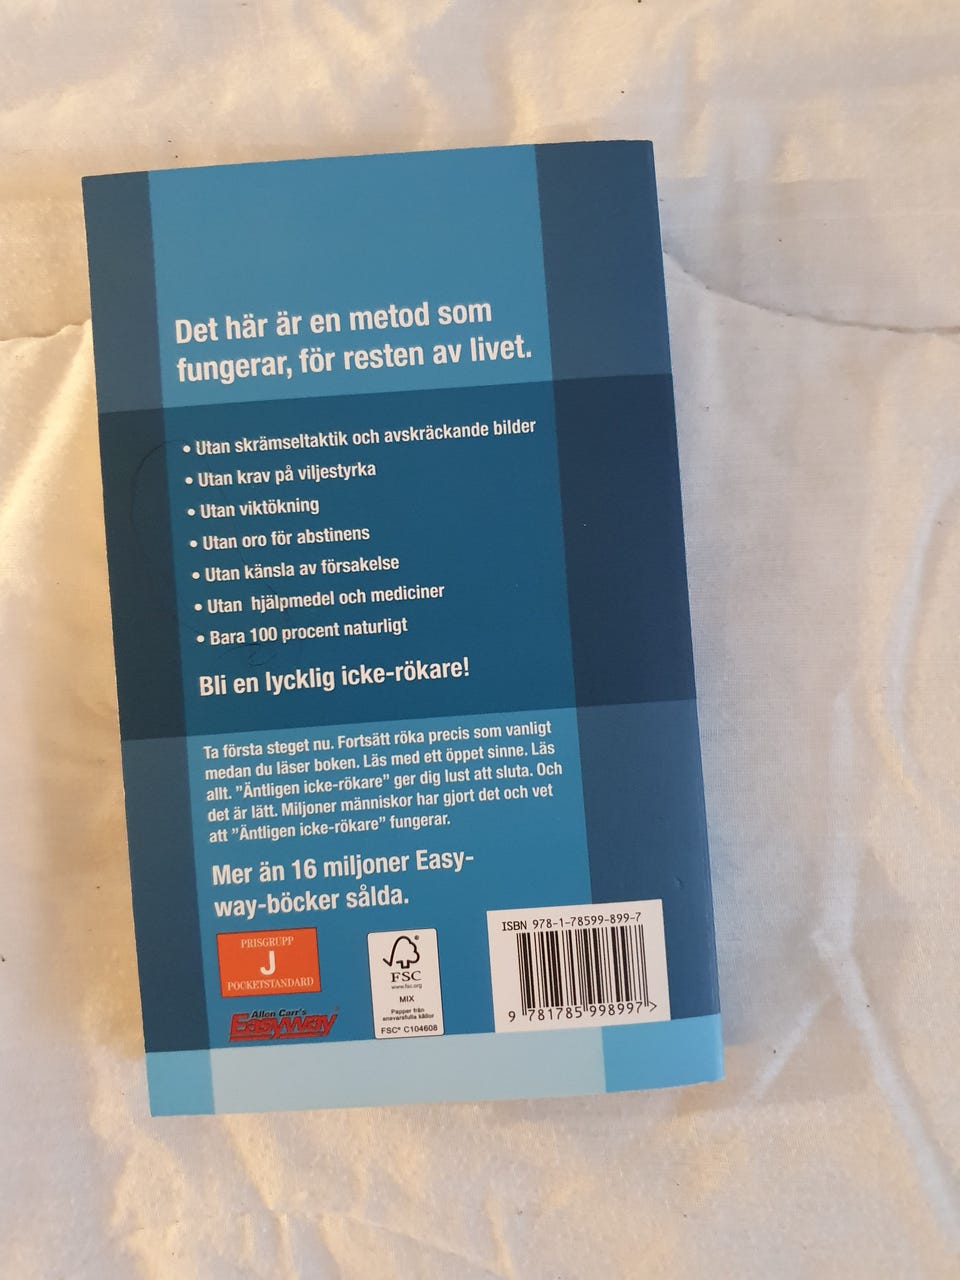 Det här är en metod som
fungerar, för resten av livet.
• Utan skrämseltaktik och avskräckande bilder
• Utan krav på viljestyrka
• Utan viktökning
• Utan oro för abstinens
• Utan känsla av försakelse
• Utan hjälpmedel och mediciner
• Bara 100 procent naturligt
Bli en lycklig icke-rökare!
Ta första steget nu. Fortsätt röka precis som vanligt
medan du läser boken. Läs med ett öppet sinne. Läs
allt. ”Äntligen icke-rökare” ger dig lust att sluta. Och
det är lätt. Miljoner människor har gjort det och vet
att ”Äntligen icke-rökare” fungerar.
Mer än 16 miljoner Easy-
way-böcker sålda.
PRISGRUPP
J
POCKETSTANDARD
Allen Carr's
Easyway
®
FSC
www.fsc.org
MIX
Papper från
ansvarsfulla källor
FSC® C104608
ISBN 978-1-78599-899-7
9 781785 998997 >